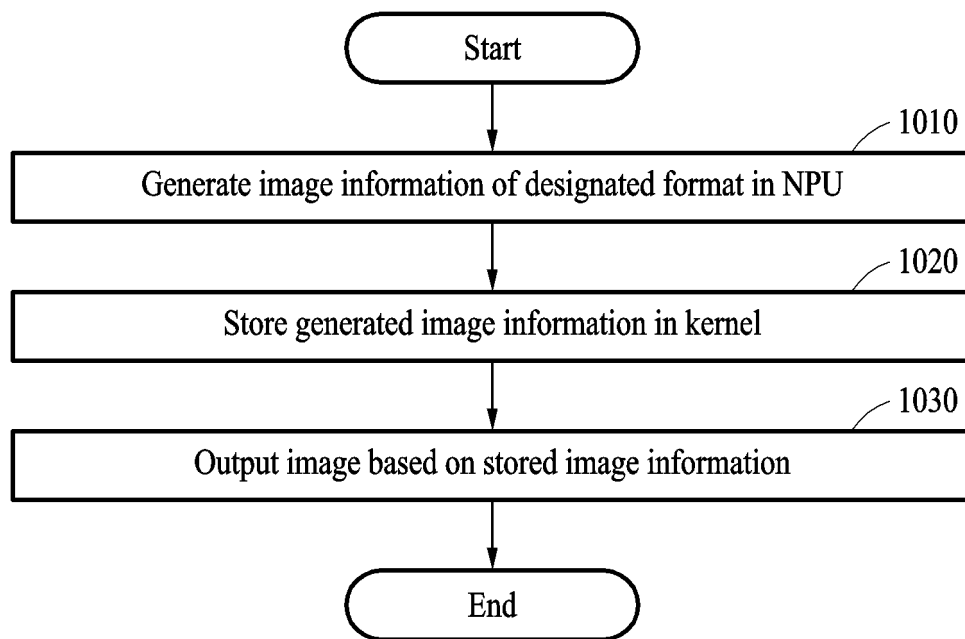 Start
1010
Generate image information of designated format in NPU
1020
Store generated image information in kernel
1030
Output image based on stored image information
End